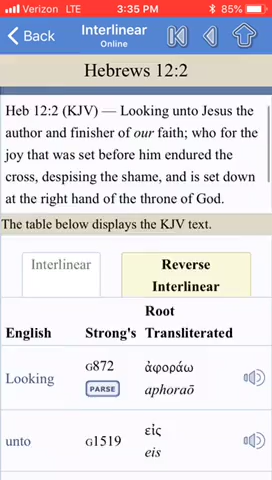 Verizon LTE 3:35 PM 85%
Back Interlinear
Online
Hebrews 12:2
Heb 12:2 (KJV) — Looking unto Jesus the
author and finisher of our faith; who for the
joy that was set before him endured the
cross, despising the shame, and is set down
at the right hand of the throne of God.
The table below displays the KJV text.
Interlinear Reverse
Interlinear
Root
English Strong's Transliterated
Looking G872 ἀφοράω
PARSE aphoraō
unto G1519 εἰς
eis